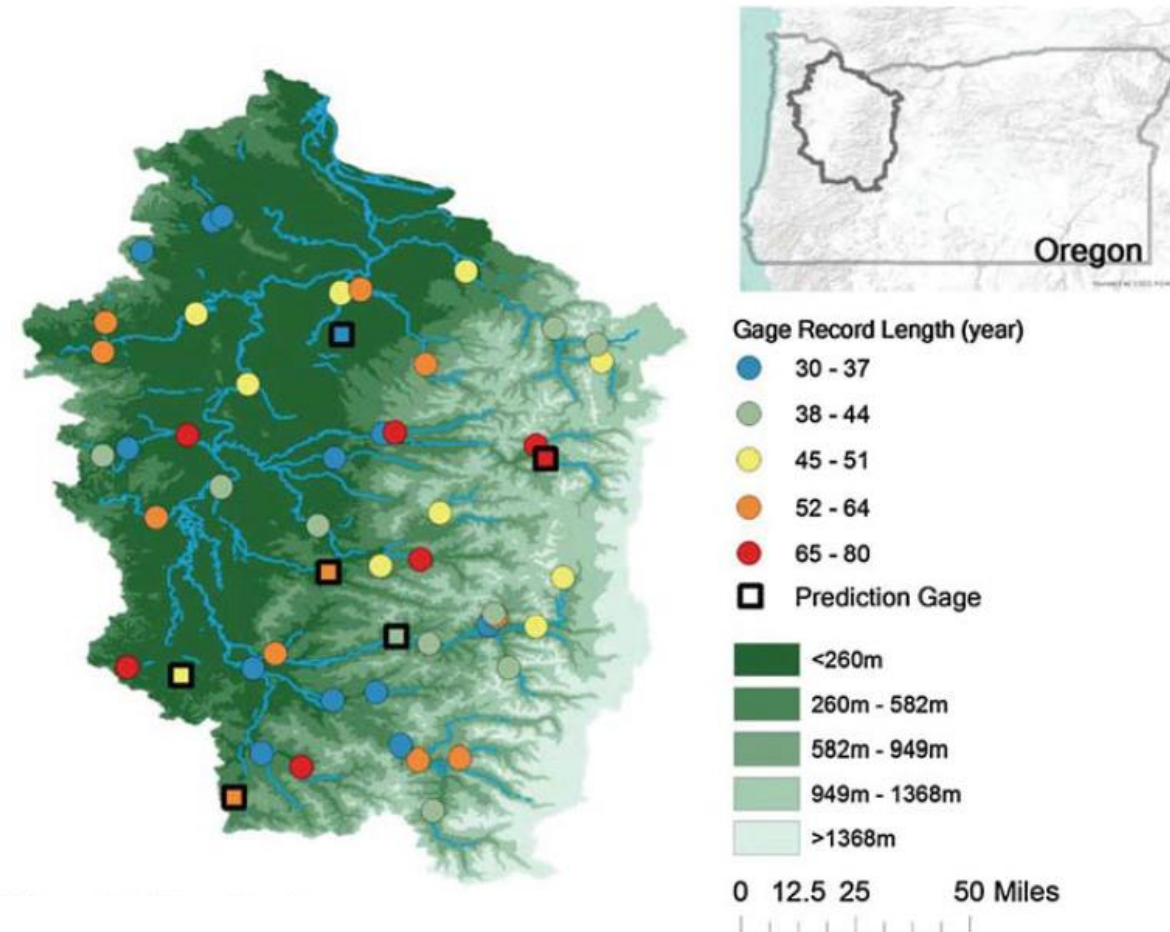 Oregon
Gage Record Length (year)
30 - 37
38 - 44
45 - 51
52 - 64
65 - 80
Prediction Gage
<260m
260m - 582m
582m - 949m
949m - 1368m
>1368m
0 12.5 25 50 Miles